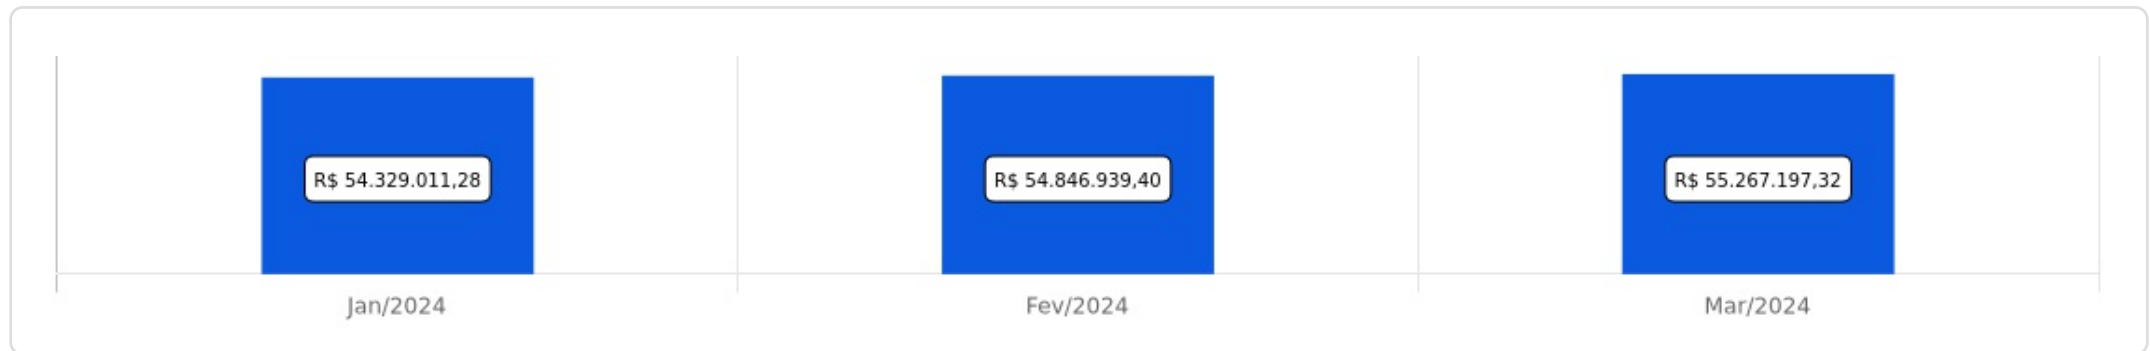 R$ 54.329.011,28
R$ 54.846.939,40
R$ 55.267.197,32
Jan/2024
Fev/2024
Mar/2024